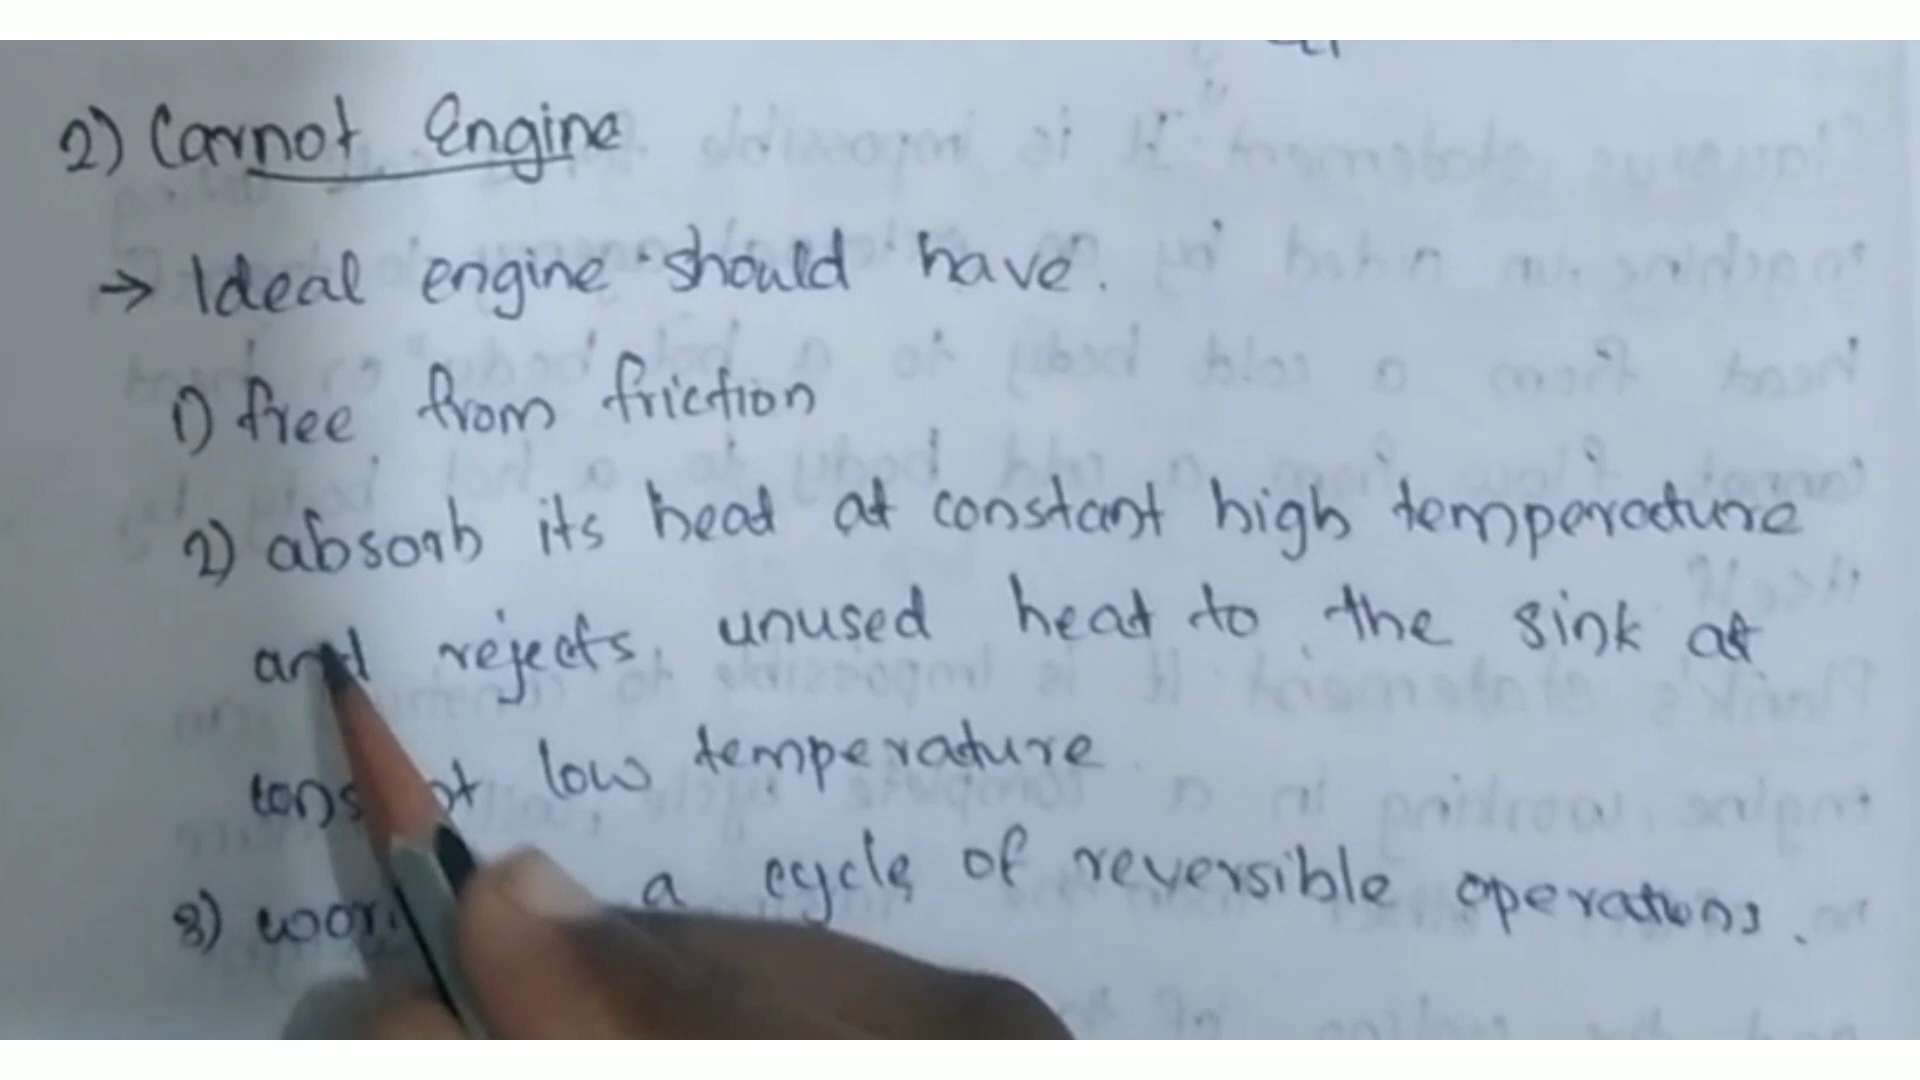 2) Carnot Engine
→ Ideal engine should have.
1) free from friction
2) absorb its heat at constant high temperature
and rejects unused heat to the sink at
low temperature
3) a cycle of reversible operations.